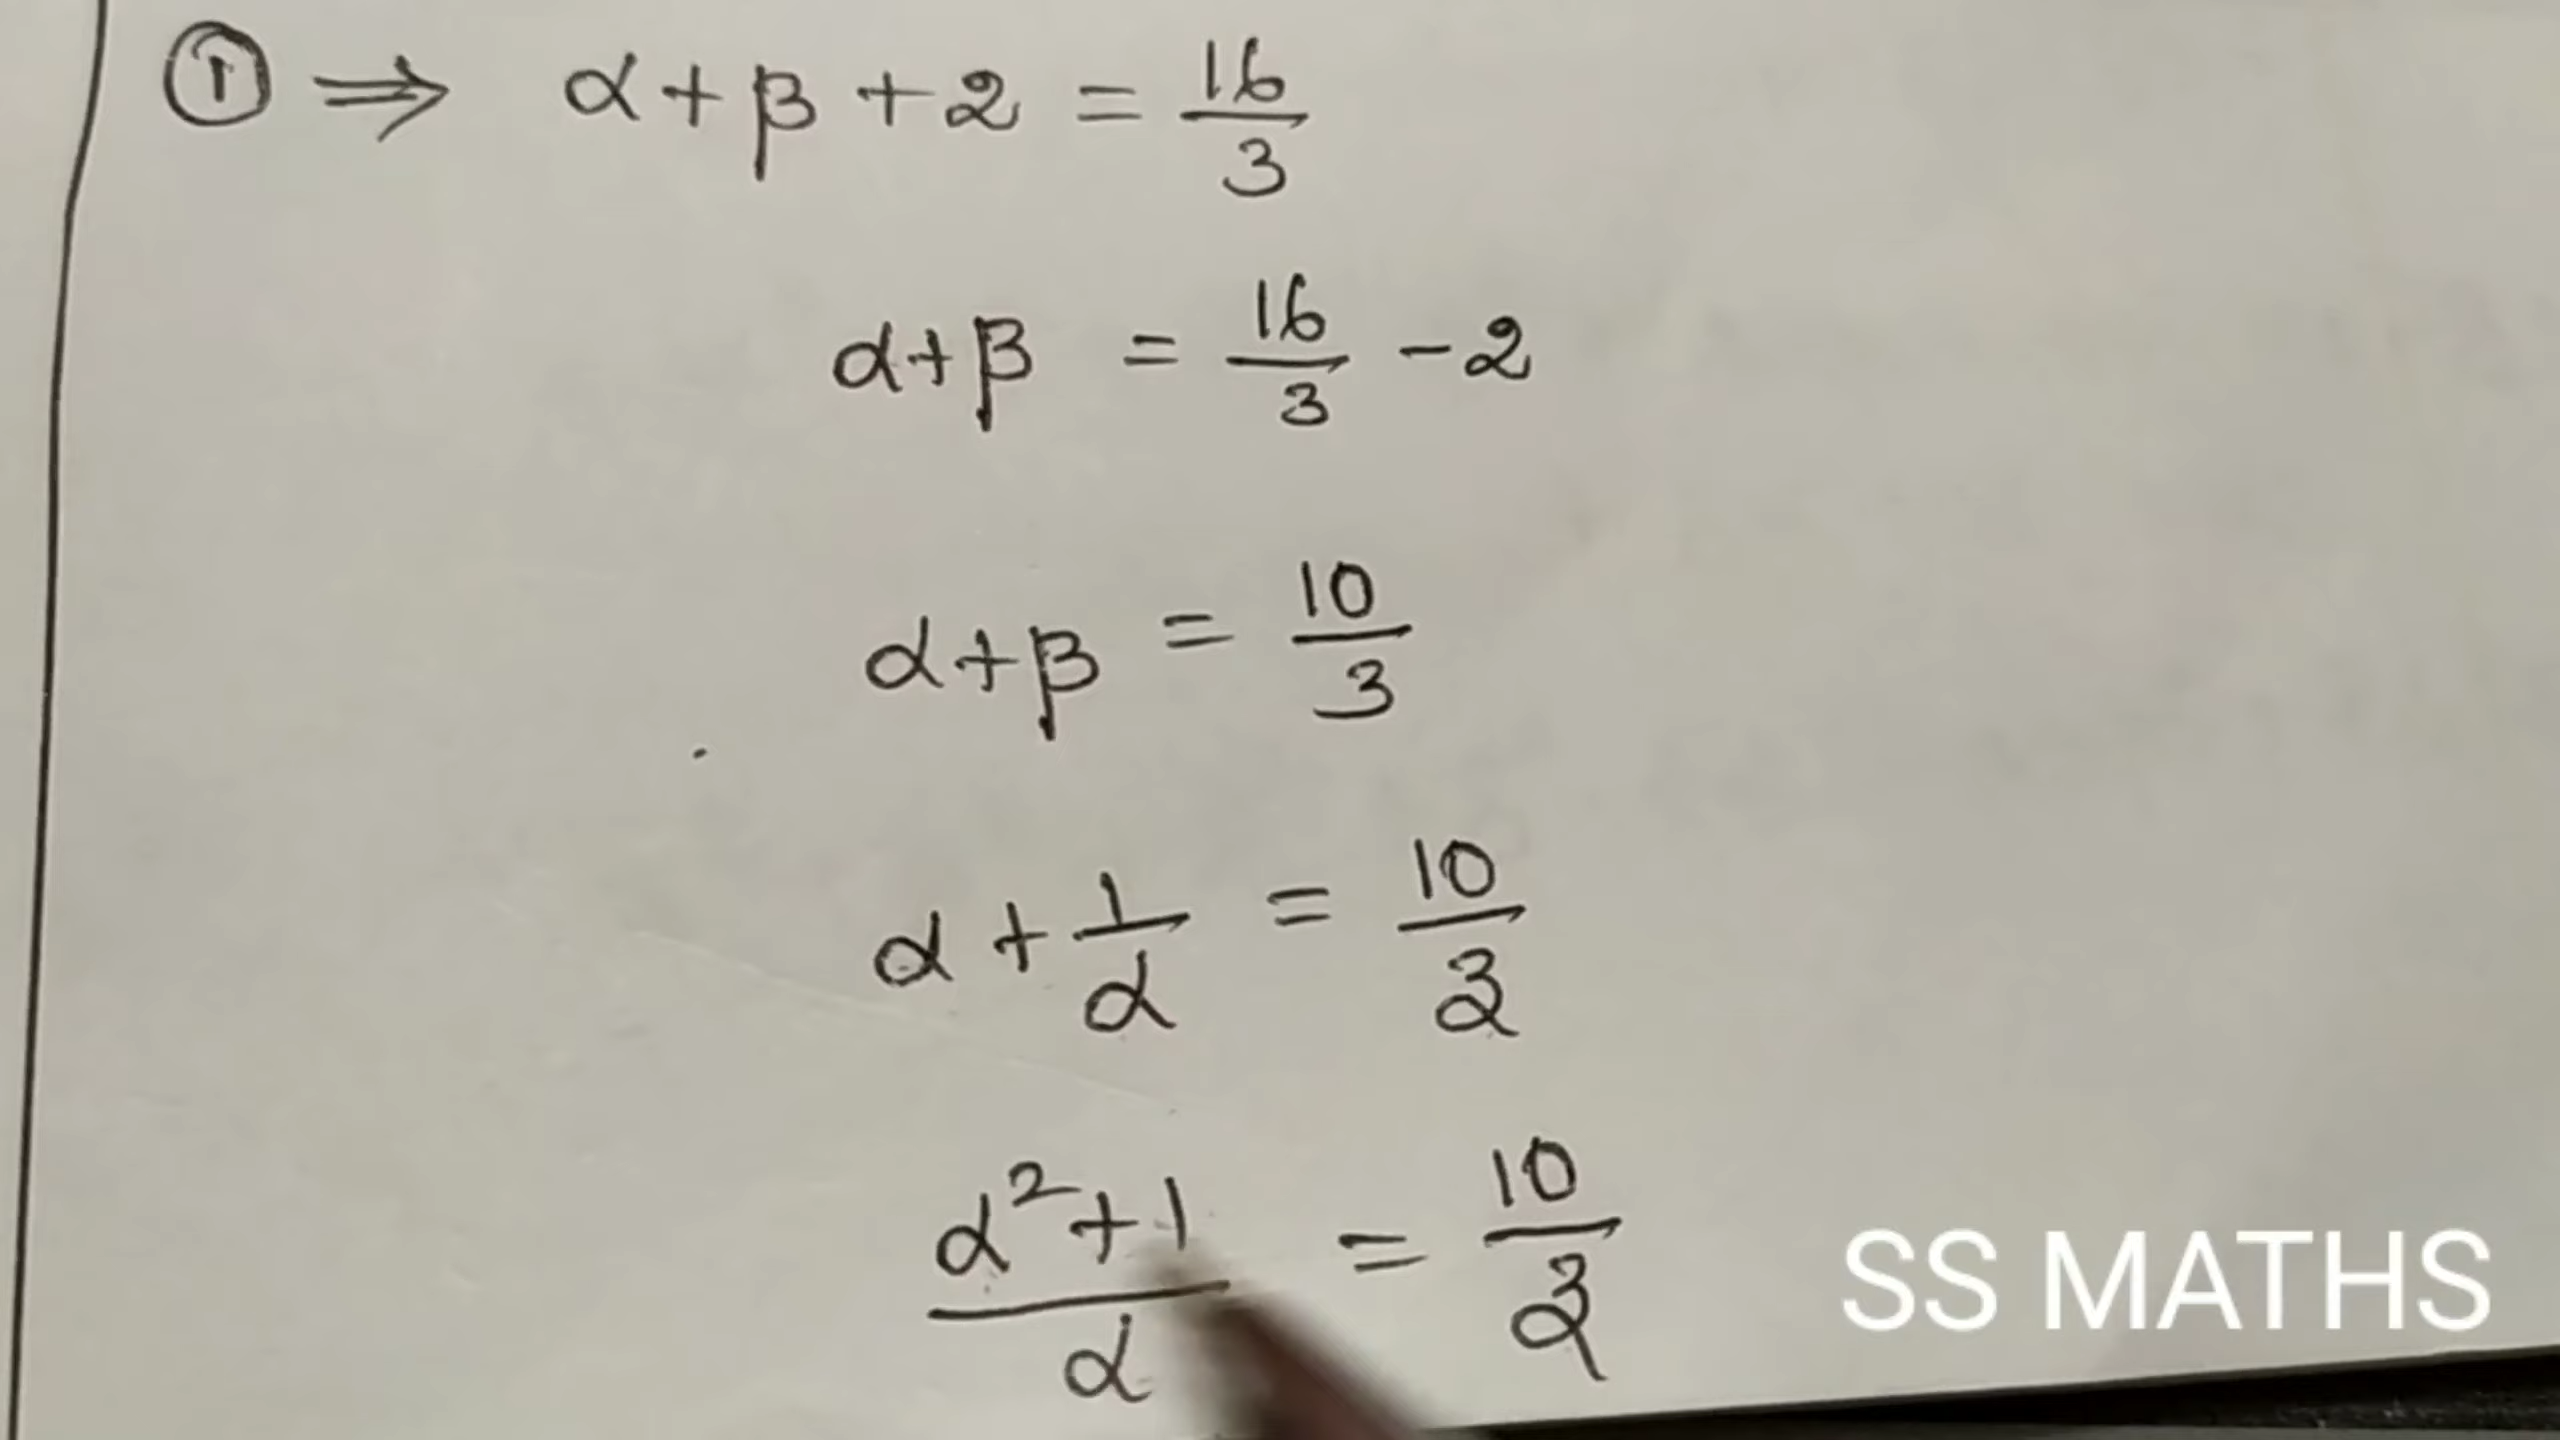 ① ⇒ α + β + 2 = 16/3
α+β = 16/3 - 2
α+β = 10/3
α + 1/α = 10/3
α²+1/α = 10/3
SS MATHS